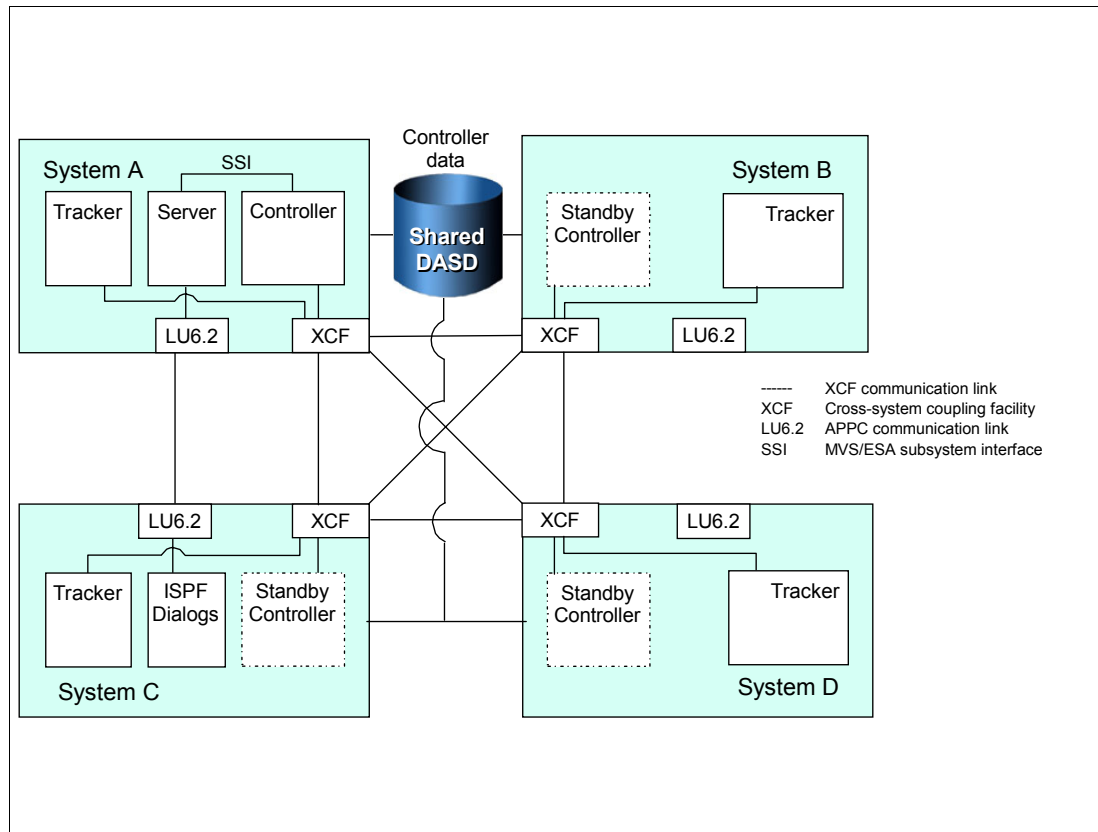 Controller
data
System A
SSI
System B
Tracker
Server
Controller
Shared
DASD
Standby
Controller
Tracker
LU6.2
XCF
XCF
LU6.2
------ XCF communication link
XCF Cross-system coupling facility
LU6.2 APPC communication link
SSI MVS/ESA subsystem interface
LU6.2
XCF
XCF
LU6.2
Tracker
ISPF
Dialogs
Standby
Controller
Standby
Controller
Tracker
System C
System D